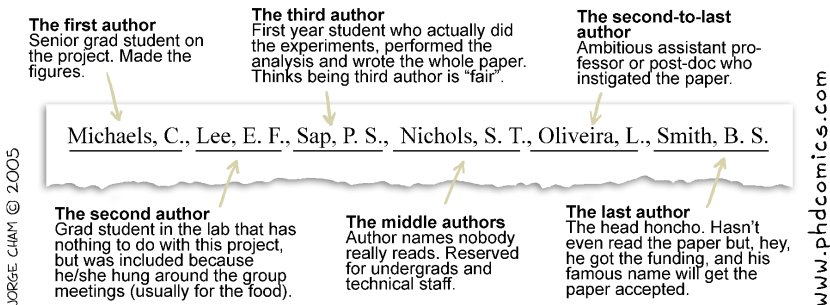 The first author
Senior grad student on
the project. Made the
figures.
The third author
First year student who actually did
the experiments, performed the
analysis and wrote the whole paper.
Thinks being third author is “fair”.
The second-to-last
author
Ambitious assistant pro-
fessor or post-doc who
instigated the paper.
Michaels, C., Lee, E. F., Sap, P. S., Nichols, S. T., Oliveira, L., Smith, B. S.
The second author
Grad student in the lab that has
nothing to do with this project,
but was included because
he/she hung around the group
meetings (usually for the food).
The middle authors
Author names nobody
really reads. Reserved
for undergrads and
technical staff.
The last author
The head honcho. Hasn’t
even read the paper but, hey,
he got the funding, and his
famous name will get the
paper accepted.
JORGE CHAM © 2005
www.phdcomics.com